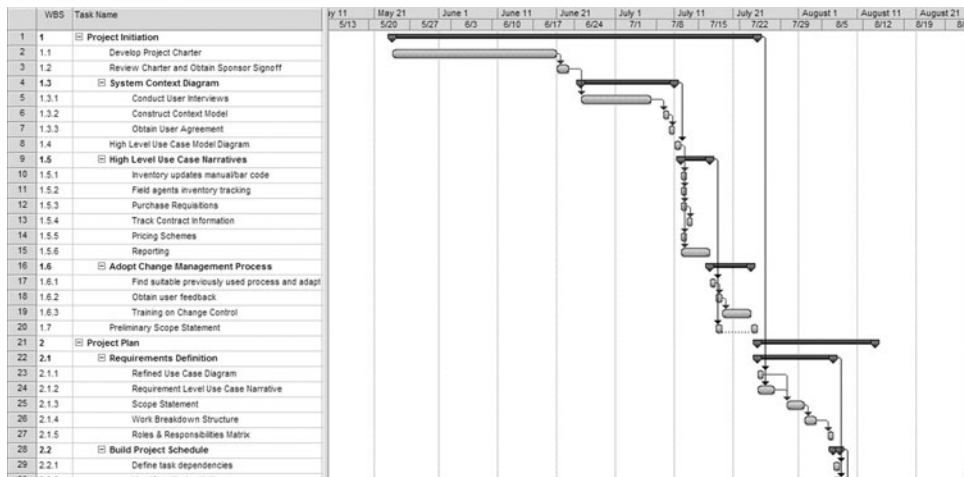 WBS Task Name
ly 11 May 21 June 1 June 11 June 21 July 1 July 11 July 21 August 1 August 11 August 21
5/13 5/20 5/27 6/3 6/10 6/17 6/24 7/1 7/8 7/15 7/22 7/29 8/5 8/12 8/19 8/
1 1 Project Initiation
2 1.1 Develop Project Charter
3 1.2 Review Charter and Obtain Sponsor Signoff
4 1.3 System Context Diagram
5 1.3.1 Conduct User Interviews
6 1.3.2 Construct Context Model
7 1.3.3 Obtain User Agreement
8 1.4 High Level Use Case Model Diagram
9 1.5 High Level Use Case Narratives
10 1.5.1 Inventory updates manual/bar code
11 1.5.2 Field agents inventory tracking
12 1.5.3 Purchase Requisitions
13 1.5.4 Track Contract Information
14 1.5.5 Pricing Schemes
15 1.5.6 Reporting
16 1.6 Adopt Change Management Process
17 1.6.1 Find suitable previously used process and adapt
18 1.6.2 Obtain user feedback
19 1.6.3 Training on Change Control
20 1.7 Preliminary Scope Statement
21 2 Project Plan
22 2.1 Requirements Definition
23 2.1.1 Refined Use Case Diagram
24 2.1.2 Requirement Level Use Case Narrative
25 2.1.3 Scope Statement
26 2.1.4 Work Breakdown Structure
27 2.1.5 Roles & Responsibilities Matrix
28 2.2 Build Project Schedule
29 2.2.1 Define task dependencies